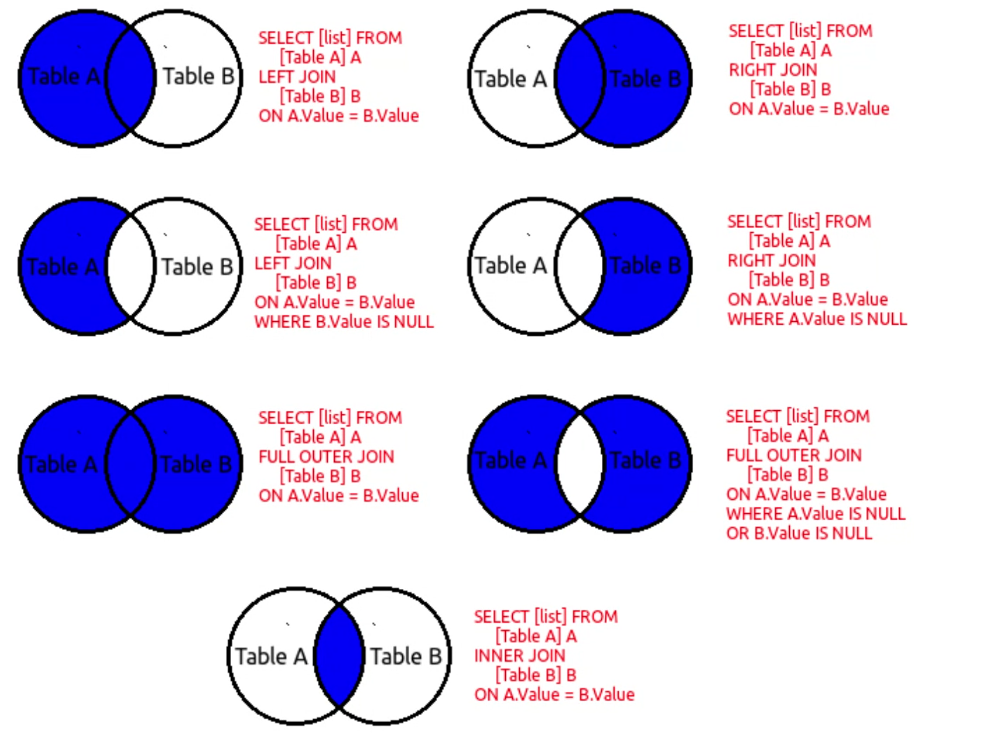 Table A Table B
SELECT [list] FROM
[Table A] A
LEFT JOIN
[Table B] B
ON A.Value = B.Value
Table A Table B
SELECT [list] FROM
[Table A] A
RIGHT JOIN
[Table B] B
ON A.Value = B.Value
Table A Table B
SELECT [list] FROM
[Table A] A
LEFT JOIN
[Table B] B
ON A.Value = B.Value
WHERE B.Value IS NULL
Table A Table B
SELECT [list] FROM
[Table A] A
RIGHT JOIN
[Table B] B
ON A.Value = B.Value
WHERE A.Value IS NULL
Table A Table B
SELECT [list] FROM
[Table A] A
FULL OUTER JOIN
[Table B] B
ON A.Value = B.Value
Table A Table B
SELECT [list] FROM
[Table A] A
FULL OUTER JOIN
[Table B] B
ON A.Value = B.Value
WHERE A.Value IS NULL
OR B.Value IS NULL
Table A Table B
SELECT [list] FROM
[Table A] A
INNER JOIN
[Table B] B
ON A.Value = B.Value